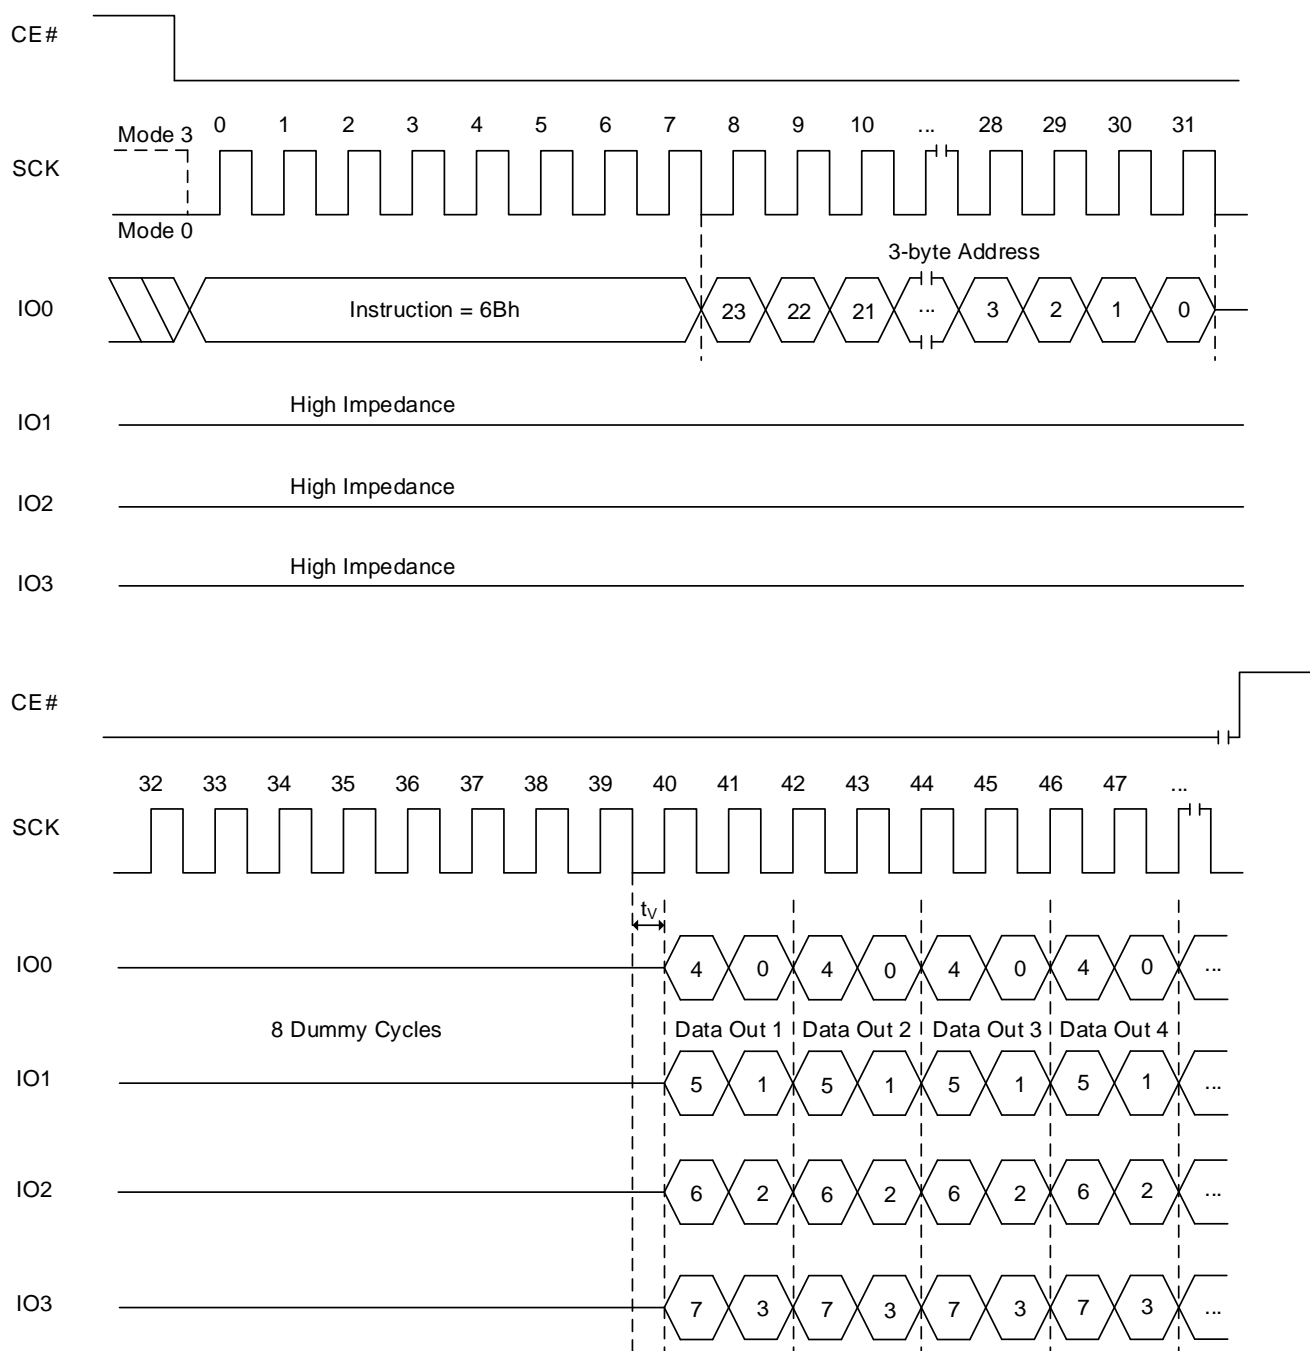 CE#
Mode 3 0 1 2 3 4 5 6 7 8 9 10 ... 28 29 30 31
SCK
Mode 0
3-byte Address
IO0 Instruction = 6Bh 23 22 21 ... 3 2 1 0
High Impedance
IO1
High Impedance
IO2
High Impedance
IO3
CE#
32 33 34 35 36 37 38 39 40 41 42 43 44 45 46 47 ...
SCK
tV
IO0 4 0 4 0 4 0 4 0 ...
8 Dummy Cycles Data Out 1 Data Out 2 Data Out 3 Data Out 4
IO1 5 1 5 1 5 1 5 1 ...
IO2 6 2 6 2 6 2 6 2 ...
IO3 7 3 7 3 7 3 7 3 ...